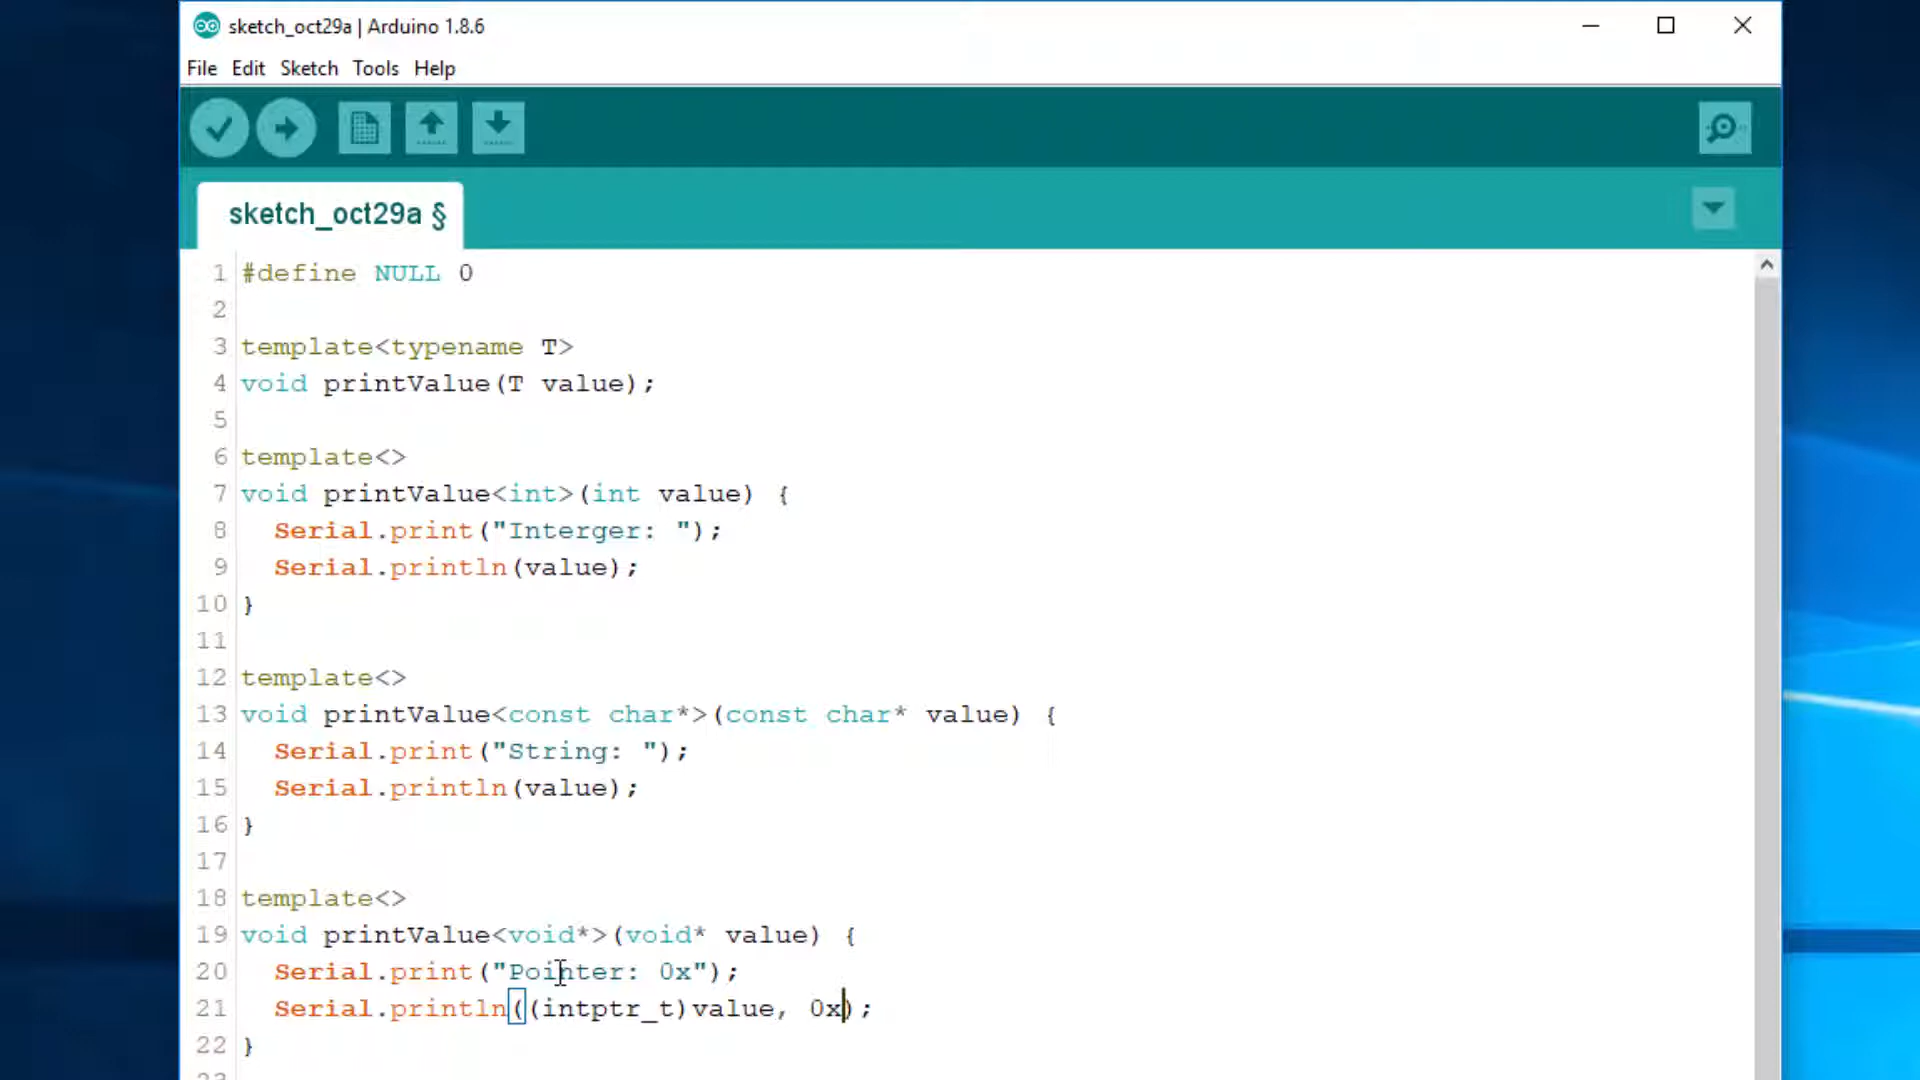 sketch_oct29a | Arduino 1.8.6
File Edit Sketch Tools Help
sketch_oct29a §
1 #define NULL 0
2
3 template<typename T>
4 void printValue(T value);
5
6 template<>
7 void printValue<int>(int value) {
8   Serial.print("Interger: ");
9   Serial.println(value);
10 }
11
12 template<>
13 void printValue<const char*>(const char* value) {
14   Serial.print("String: ");
15   Serial.println(value);
16 }
17
18 template<>
19 void printValue<void*>(void* value) {
20   Serial.print("Pointer: 0x");
21   Serial.println((intptr_t)value, 0x);
22 }
23